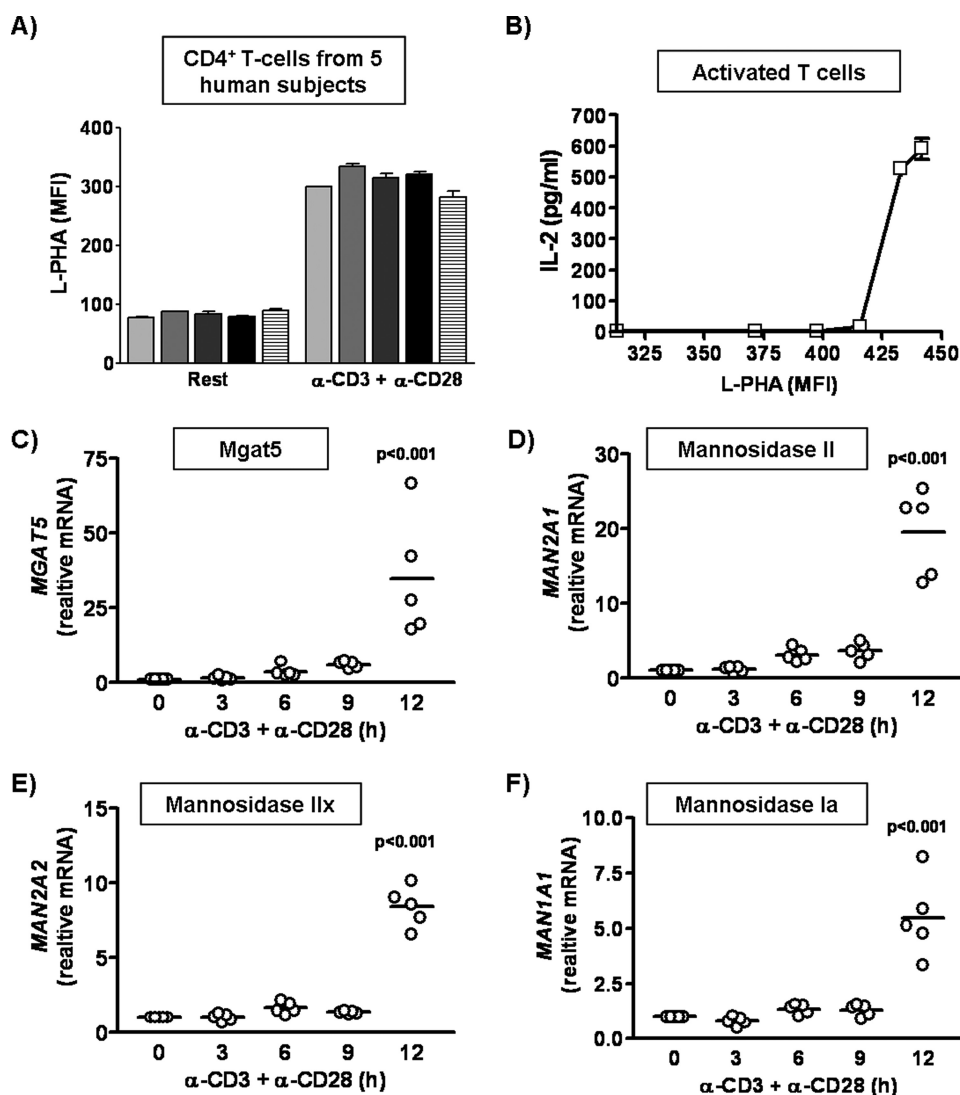 A)
CD4+ T-cells from 5
human subjects
L-PHA (MFI)
400
300
200
100
0
Rest
α-CD3 + α-CD28
B)
Activated T cells
IL-2 (pg/ml)
700
600
500
400
300
200
100
0
325 350 375 400 425 450
L-PHA (MFI)
C)
Mgat5
p<0.001
MGAT5
(realtive mRNA)
75
50
25
0
0 3 6 9 12
α-CD3 + α-CD28 (h)
D)
Mannosidase II
p<0.001
MAN2A1
(realtive mRNA)
30
20
10
0
0 3 6 9 12
α-CD3 + α-CD28 (h)
E)
Mannosidase IIx
p<0.001
MAN2A2
(realtive mRNA)
15
10
5
0
0 3 6 9 12
α-CD3 + α-CD28 (h)
F)
Mannosidase Ia
p<0.001
MAN1A1
(realtive mRNA)
10.0
7.5
5.0
2.5
0.0
0 3 6 9 12
α-CD3 + α-CD28 (h)